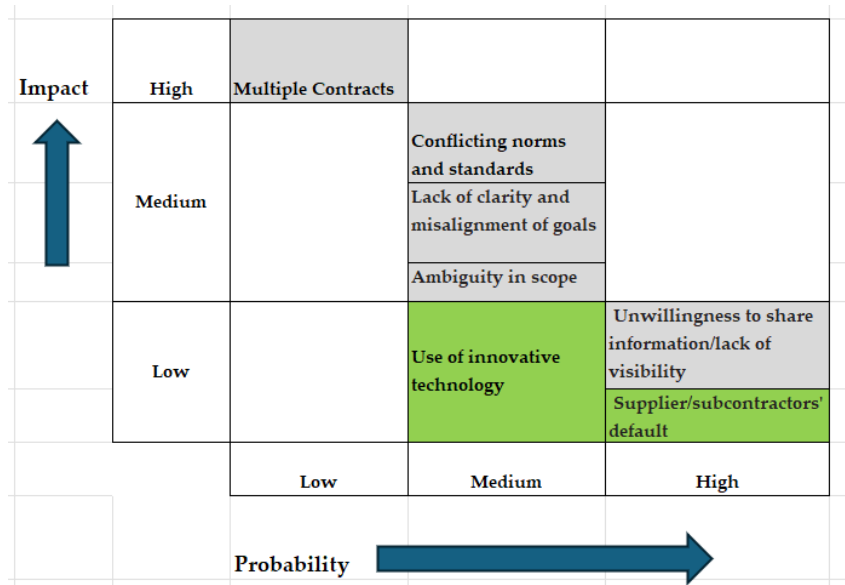 Impact
High
Multiple Contracts
Medium
Conflicting norms
and standards
Lack of clarity and
misalignment of goals
Ambiguity in scope
Low
Use of innovative
technology
Unwillingness to share
information/lack of
visibility
Supplier/subcontractors'
default
Low
Medium
High
Probability